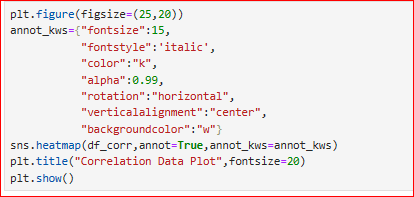 plt.figure(figsize=(25,20))
annot_kws={"fontsize":15,
"fontstyle":'italic',
"color":"k",
"alpha":0.99,
"rotation":"horizontal",
"verticalalignment":"center",
"backgroundcolor":"w"}
sns.heatmap(df_corr,annot=True,annot_kws=annot_kws)
plt.title("Correlation Data Plot",fontsize=20)
plt.show()